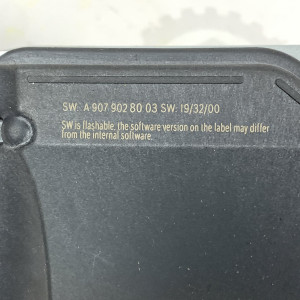 SW: A 907 902 80 03 SW: 19/32/00
SW is flashable, the software version on the label may differ
from the internal software.